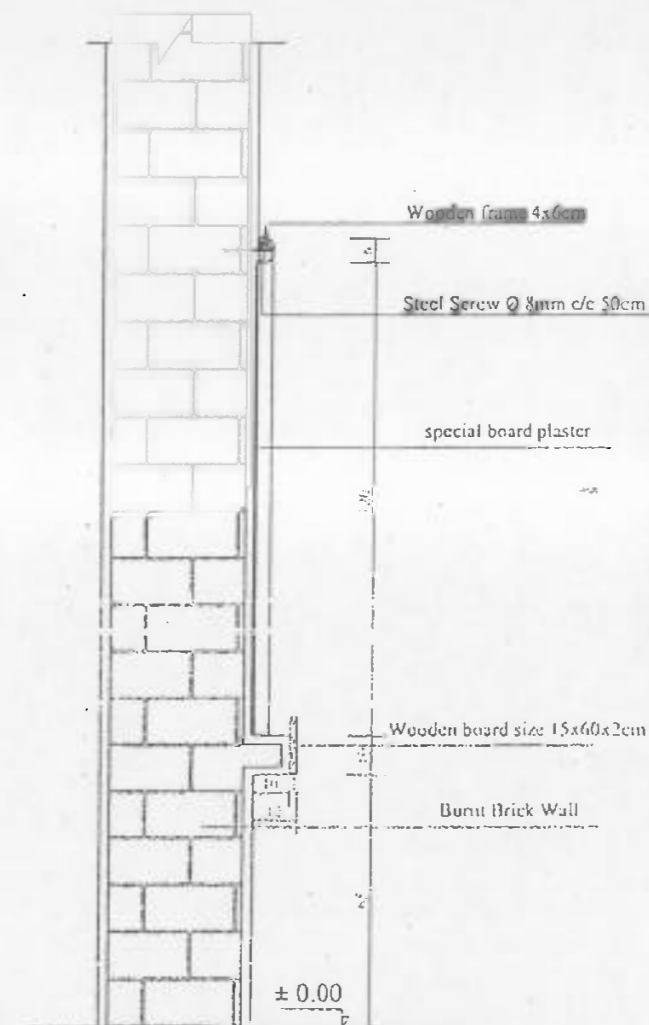 Wooden frame 4x6cm
Steel Screw Ø 8mm c/c 50cm
special board plaster
Wooden board size 15x60x2cm
10
Burnt Brick Wall
± 0.00